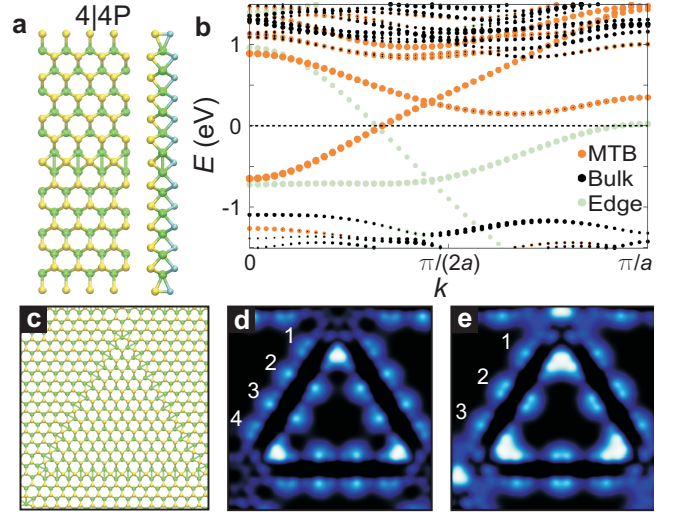 a
4|4P
b
1
0
-1
E (eV)
MTB
Bulk
Edge
0
π/(2a)
π/a
k
c
d
1
2
3
4
e
1
2
3